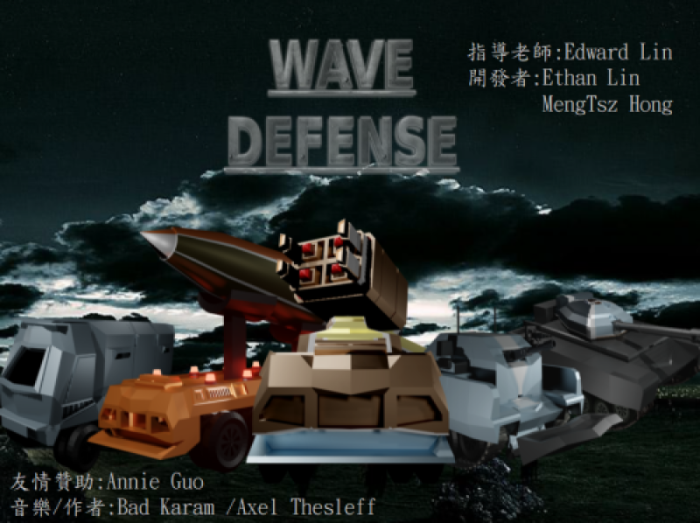 WAVE
DEFENSE
指導老師:Edward Lin
開發者:Ethan Lin
MengTsz Hong
友情贊助:Annie Guo
音樂/作者:Bad Karam /Axel Thesleff